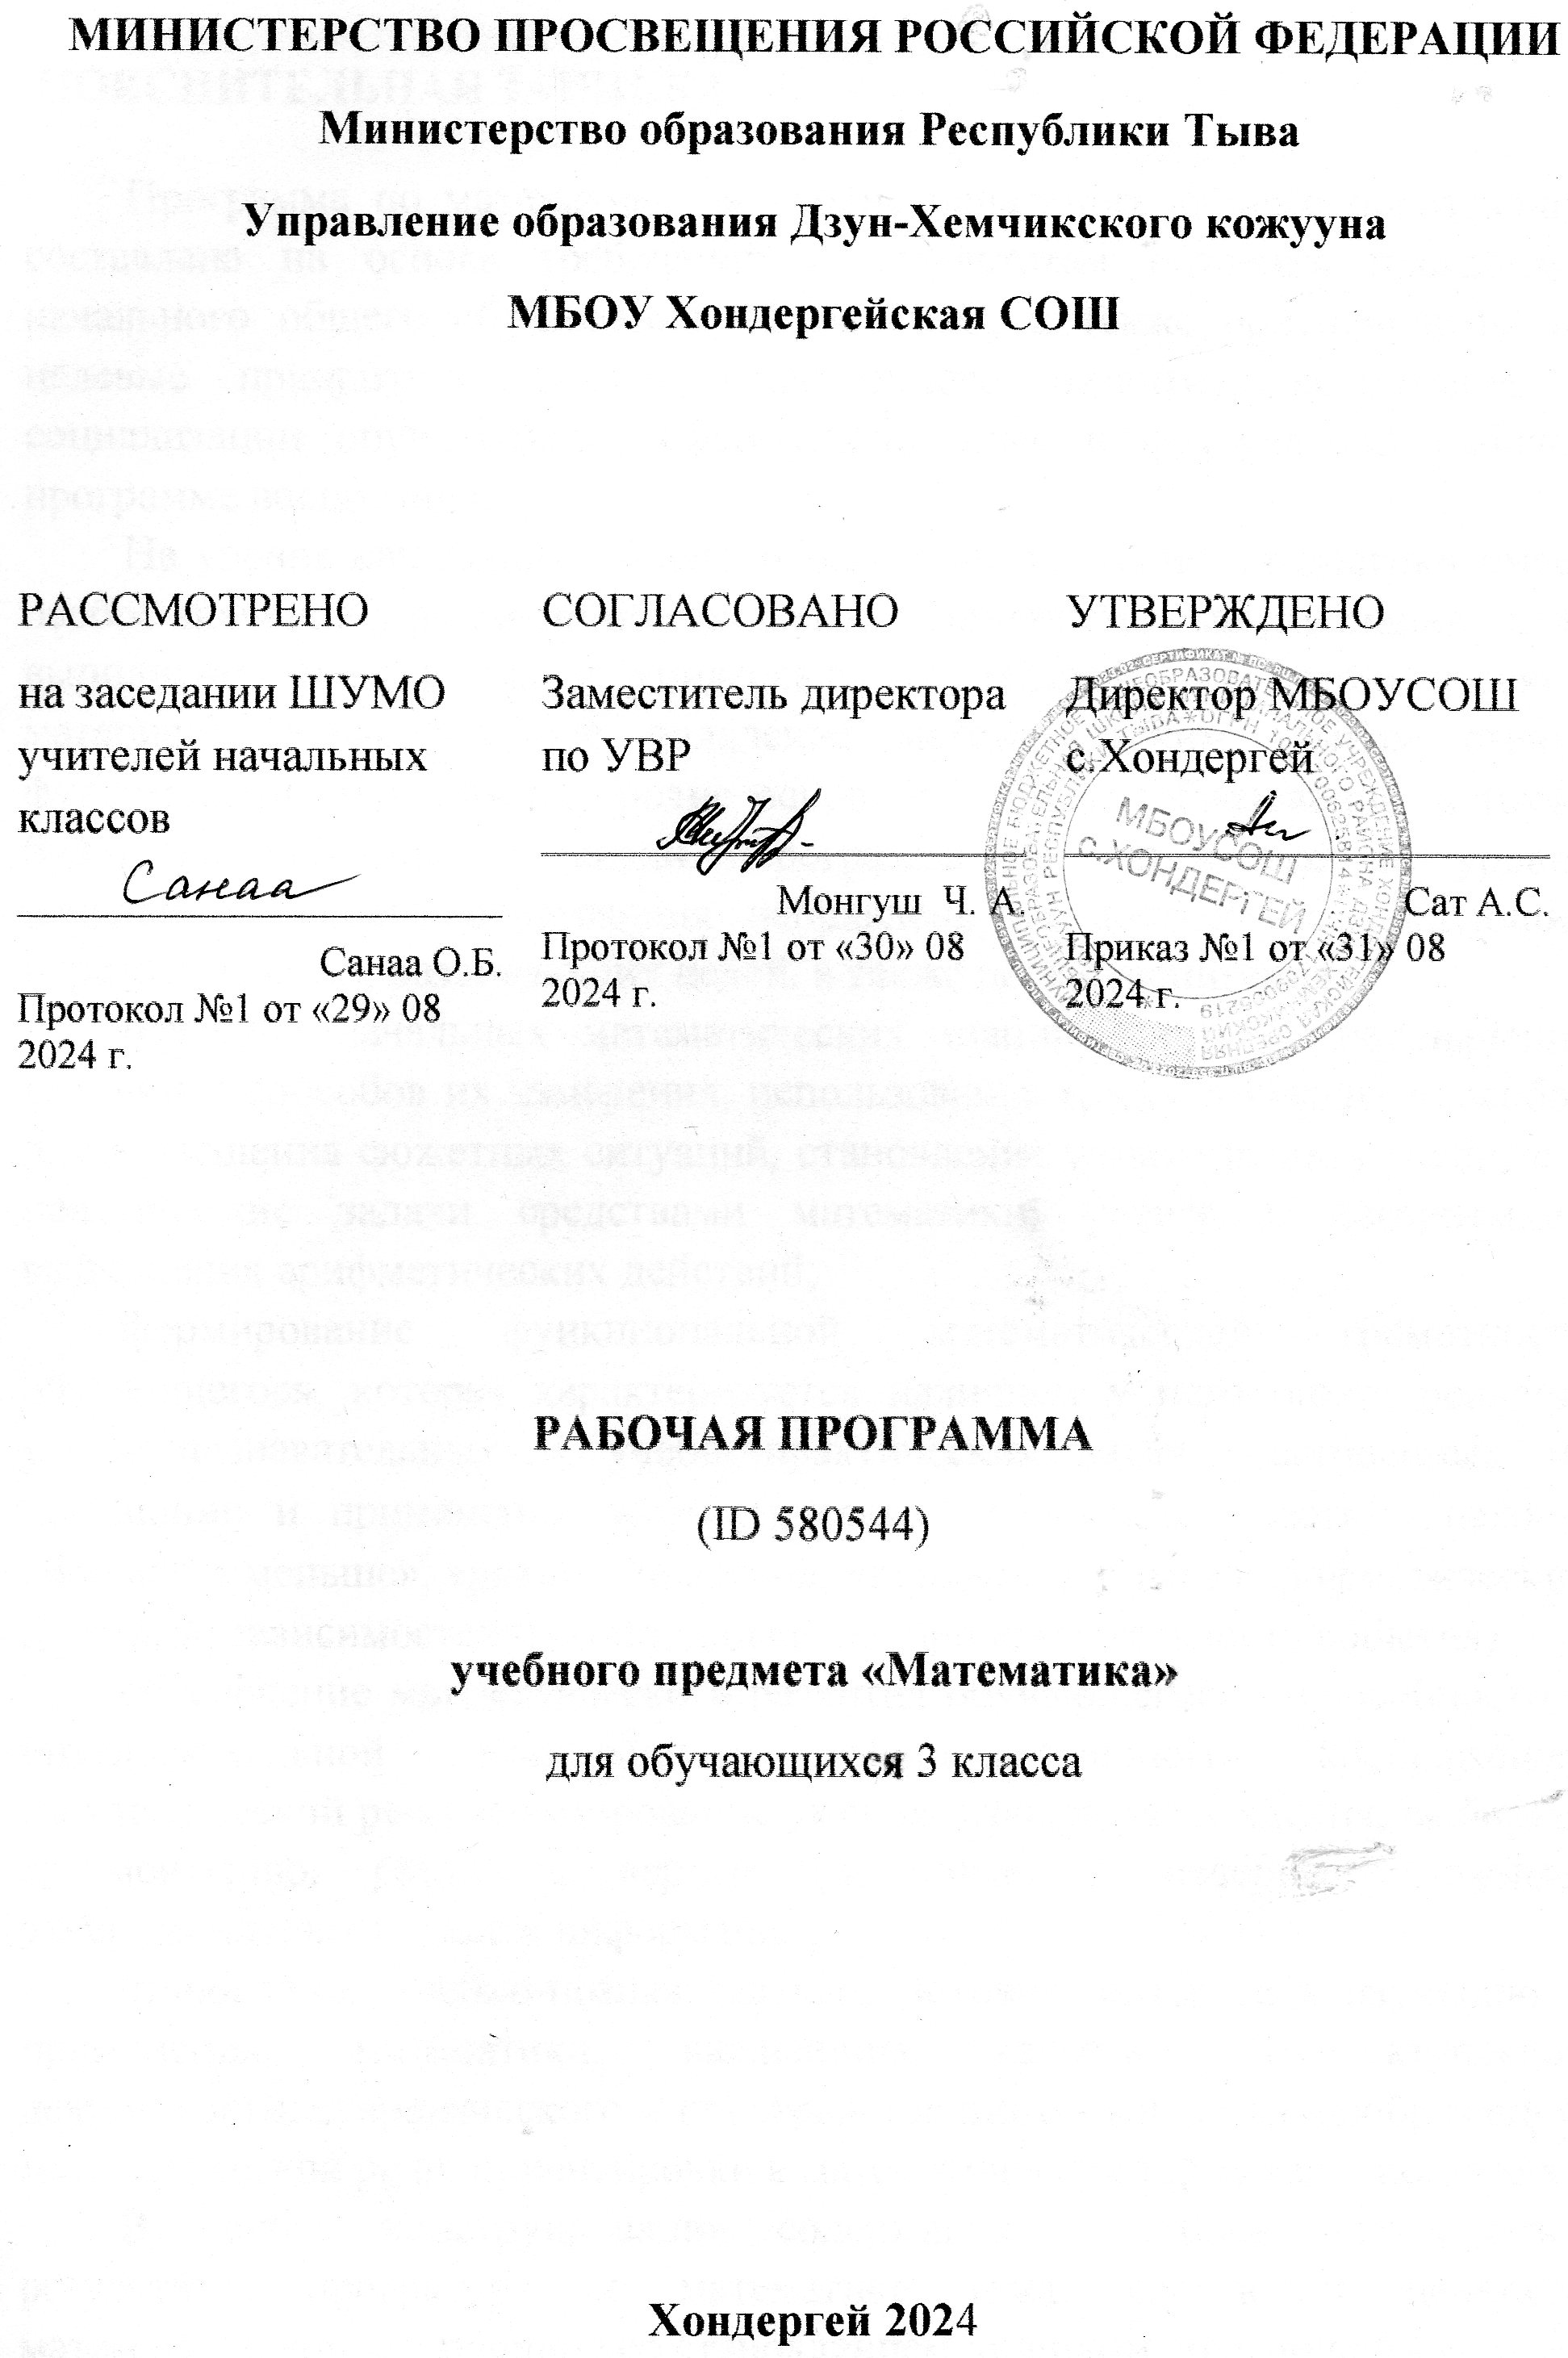 МИНИСТЕРСТВО ПРОСВЕЩЕНИЯ РОССИЙСКОЙ ФЕДЕРАЦИИ
Министерство образования Республики Тыва
Управление образования Дзун-Хемчикского кожууна
МБОУ Хондергейская СОШ
РАССМОТРЕНО
на заседании ШУМО
учителей начальных
классов
Санаа
Санаа О.Б.
Протокол №1 от «29» 08
2024 г.
СОГЛАСОВАНО
Заместитель директора
по УВР
Монгуш Ч. А.
Протокол №1 от «30» 08
2024 г.
УТВЕРЖДЕНО
Директор МБОУСОШ
с.Хондергей
Сат А.С.
Приказ №1 от «31» 08
2024 г.
МБОУСОШ
с.ХОНДЕРГЕЙ
РАБОЧАЯ ПРОГРАММА
(ID 580544)
учебного предмета «Математика»
для обучающихся 3 класса
Хондергей 2024